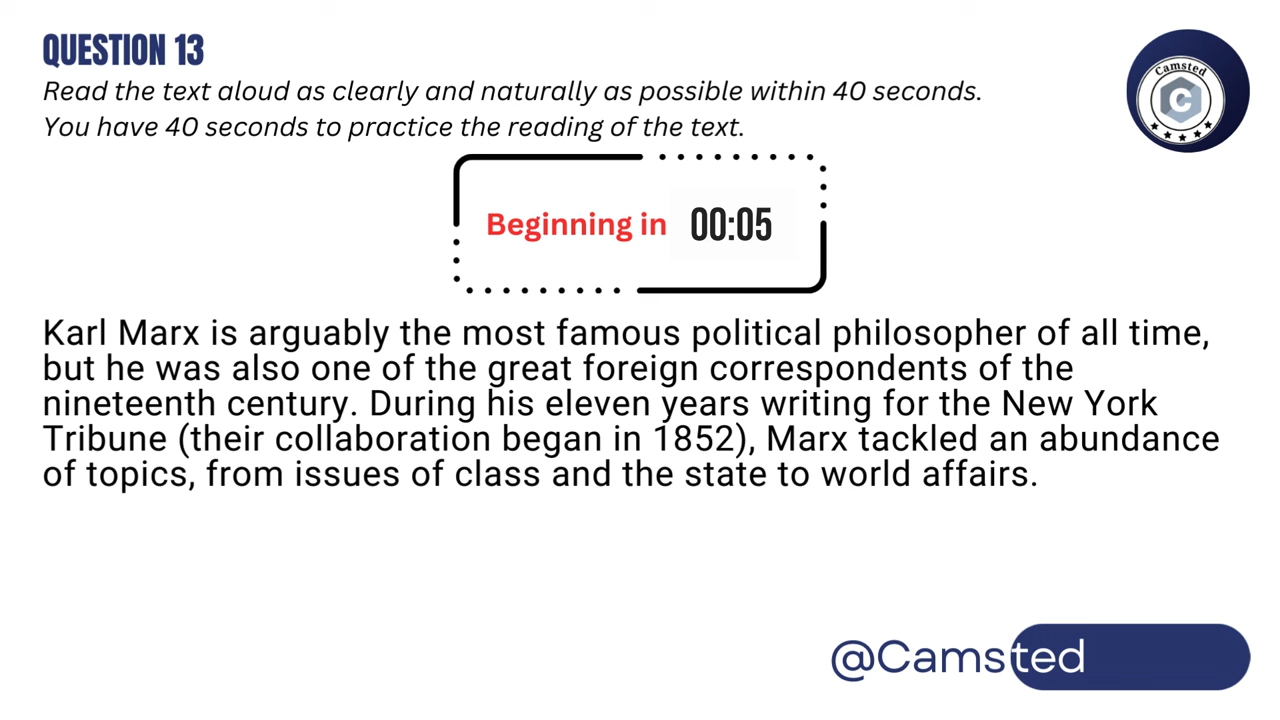 QUESTION 13
Read the text aloud as clearly and naturally as possible within 40 seconds.
You have 40 seconds to practice the reading of the text.
Camsted
C
Beginning in 00:05
Karl Marx is arguably the most famous political philosopher of all time,
but he was also one of the great foreign correspondents of the
nineteenth century. During his eleven years writing for the New York
Tribune (their collaboration began in 1852), Marx tackled an abundance
of topics, from issues of class and the state to world affairs.
@Camsted